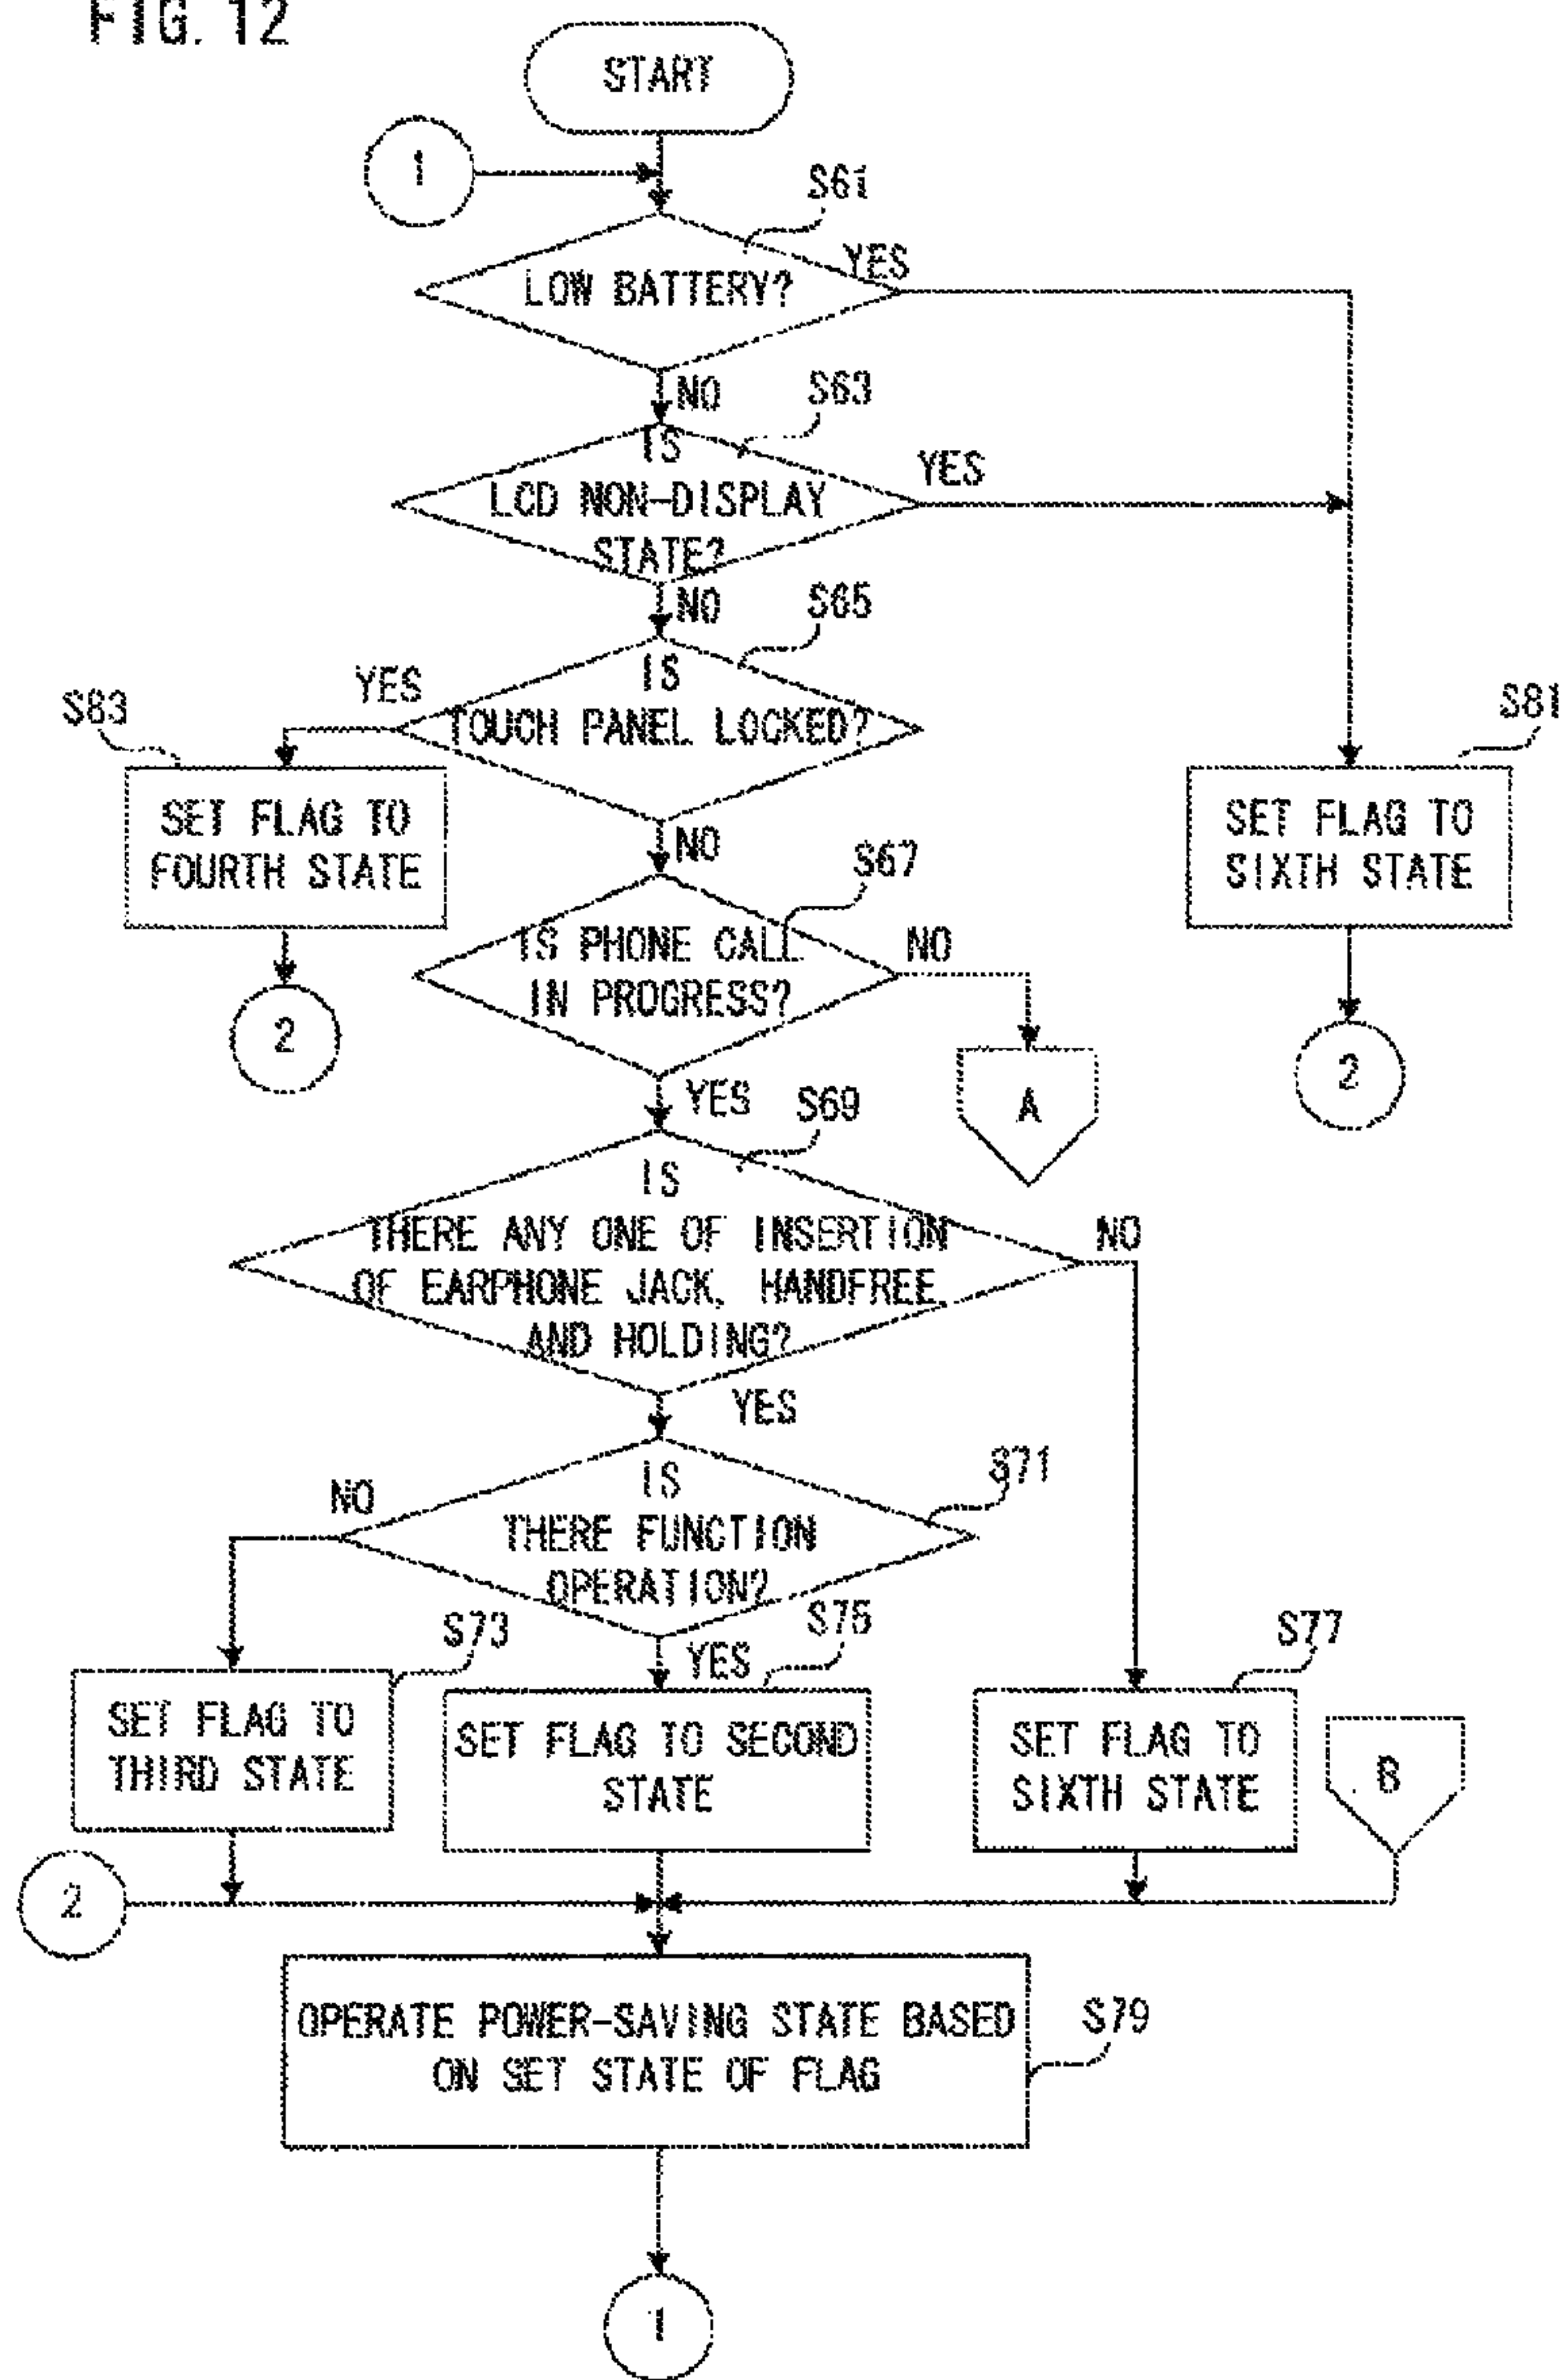 FIG. 12
START
1
S61
LOW BATTERY?
YES
NO
S63
IS
LCD NON-DISPLAY
STATE?
YES
NO
S65
IS
TOUCH PANEL LOCKED?
YES
S83
SET FLAG TO
FOURTH STATE
2
S81
SET FLAG TO
SIXTH STATE
2
NO
S67
IS PHONE CALL
IN PROGRESS?
NO
A
YES
S69
IS
THERE ANY ONE OF INSERTION
OF EARPHONE JACK, HANDFREE,
AND HOLDING?
NO
YES
S71
IS
THERE FUNCTION
OPERATION?
NO
YES
S73
SET FLAG TO
THIRD STATE
S75
SET FLAG TO SECOND
STATE
S77
SET FLAG TO
SIXTH STATE
B
2
OPERATE POWER-SAVING STATE BASED
ON SET STATE OF FLAG
S79
1